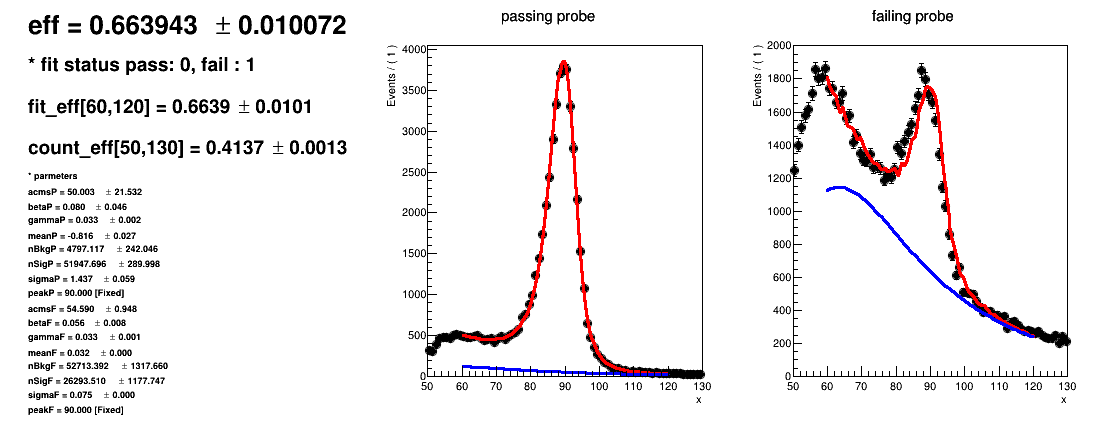 eff = 0.663943 ± 0.010072
* fit status pass: 0, fail : 1
fit_eff[60,120] = 0.6639 ± 0.0101
count_eff[50,130] = 0.4137 ± 0.0013
* parmeters
acmsP = 50.003 ± 21.532
betaP = 0.080 ± 0.046
gammaP = 0.033 ± 0.002
meanP = -0.816 ± 0.027
nBkgP = 4797.117 ± 242.046
nSigP = 51947.696 ± 289.998
sigmaP = 1.437 ± 0.059
peakP = 90.000 [Fixed]
acmsF = 54.590 ± 0.948
betaF = 0.056 ± 0.008
gammaF = 0.033 ± 0.001
meanF = 0.032 ± 0.000
nBkgF = 52713.392 ± 1317.660
nSigF = 26293.510 ± 1177.747
sigmaF = 0.075 ± 0.000
peakF = 90.000 [Fixed]
passing probe
Events / ( 1 )
4000
3500
3000
2500
2000
1500
1000
500
0
50 60 70 80 90 100 110 120 130
x
failing probe
Events / ( 1 )
2000
1800
1600
1400
1200
1000
800
600
400
200
0
50 60 70 80 90 100 110 120 130
x